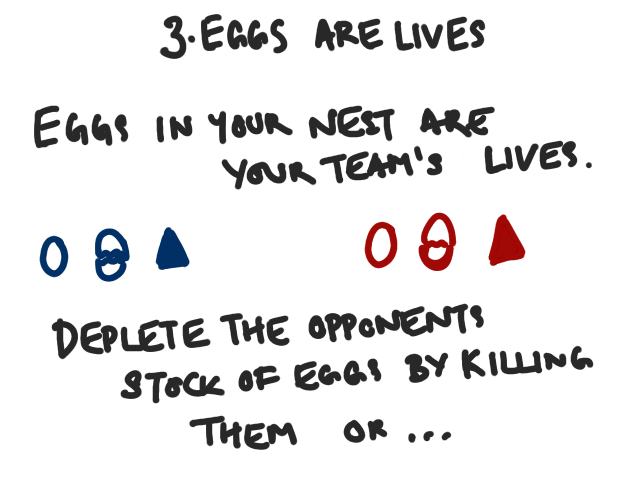 3. EGGS ARE LIVES
EGGS IN YOUR NEST ARE
YOUR TEAM'S LIVES.
DEPLETE THE OPPONENTS
STOCK OF EGGS BY KILLING
THEM OR ...